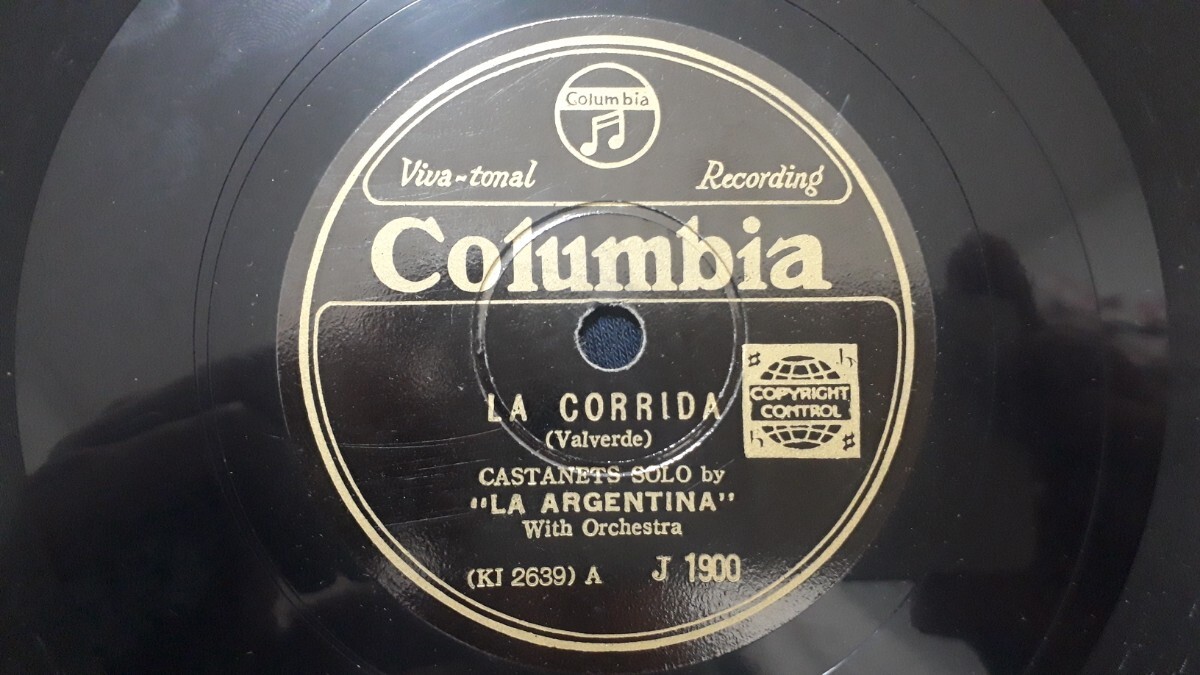 Columbia
Viva-tonal Recording
Columbia
LA CORRIDA
(Valverde)
COPYRIGHT
CONTROL
CASTANETS SOLO by
"LA ARGENTINA"
With Orchestra
(KI 2639) A J 1900